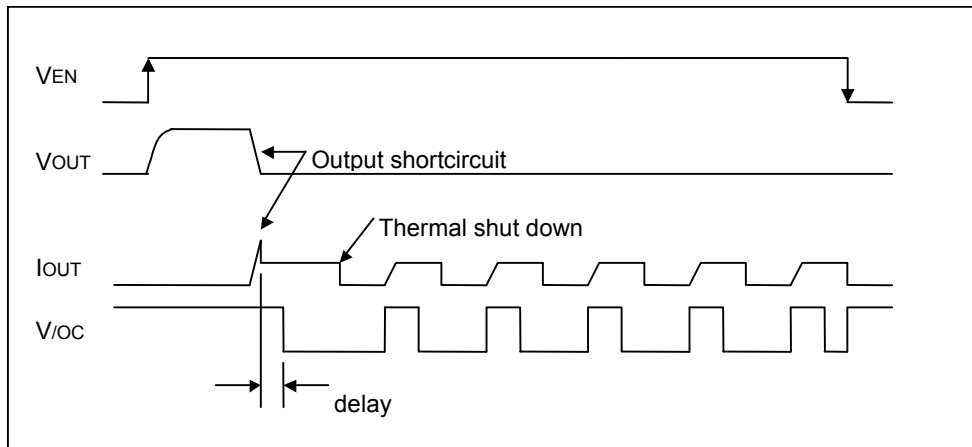 VEN
VOUT
Output shortcircuit
Thermal shut down
IOUT
V/OC
delay